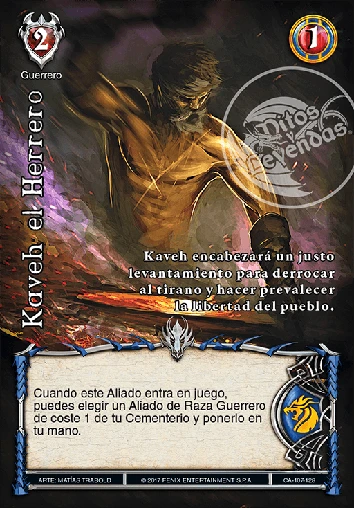 2
1
Guerrero
Mitos y
Leyendas
Kaveh el Herrero
Kaveh encabezará un justo
levantamiento para derrocar
al tirano y hacer prevalecer
la libertad del pueblo.
Cuando este Aliado entra en juego,
puedes elegir un Aliado de Raza Guerrero
de coste 1 de tu Cementerio y ponerlo en
tu mano.
ARTE: MATÍAS TRABOLD
© 2017 FENIX ENTERTAINMENT S.P.A.